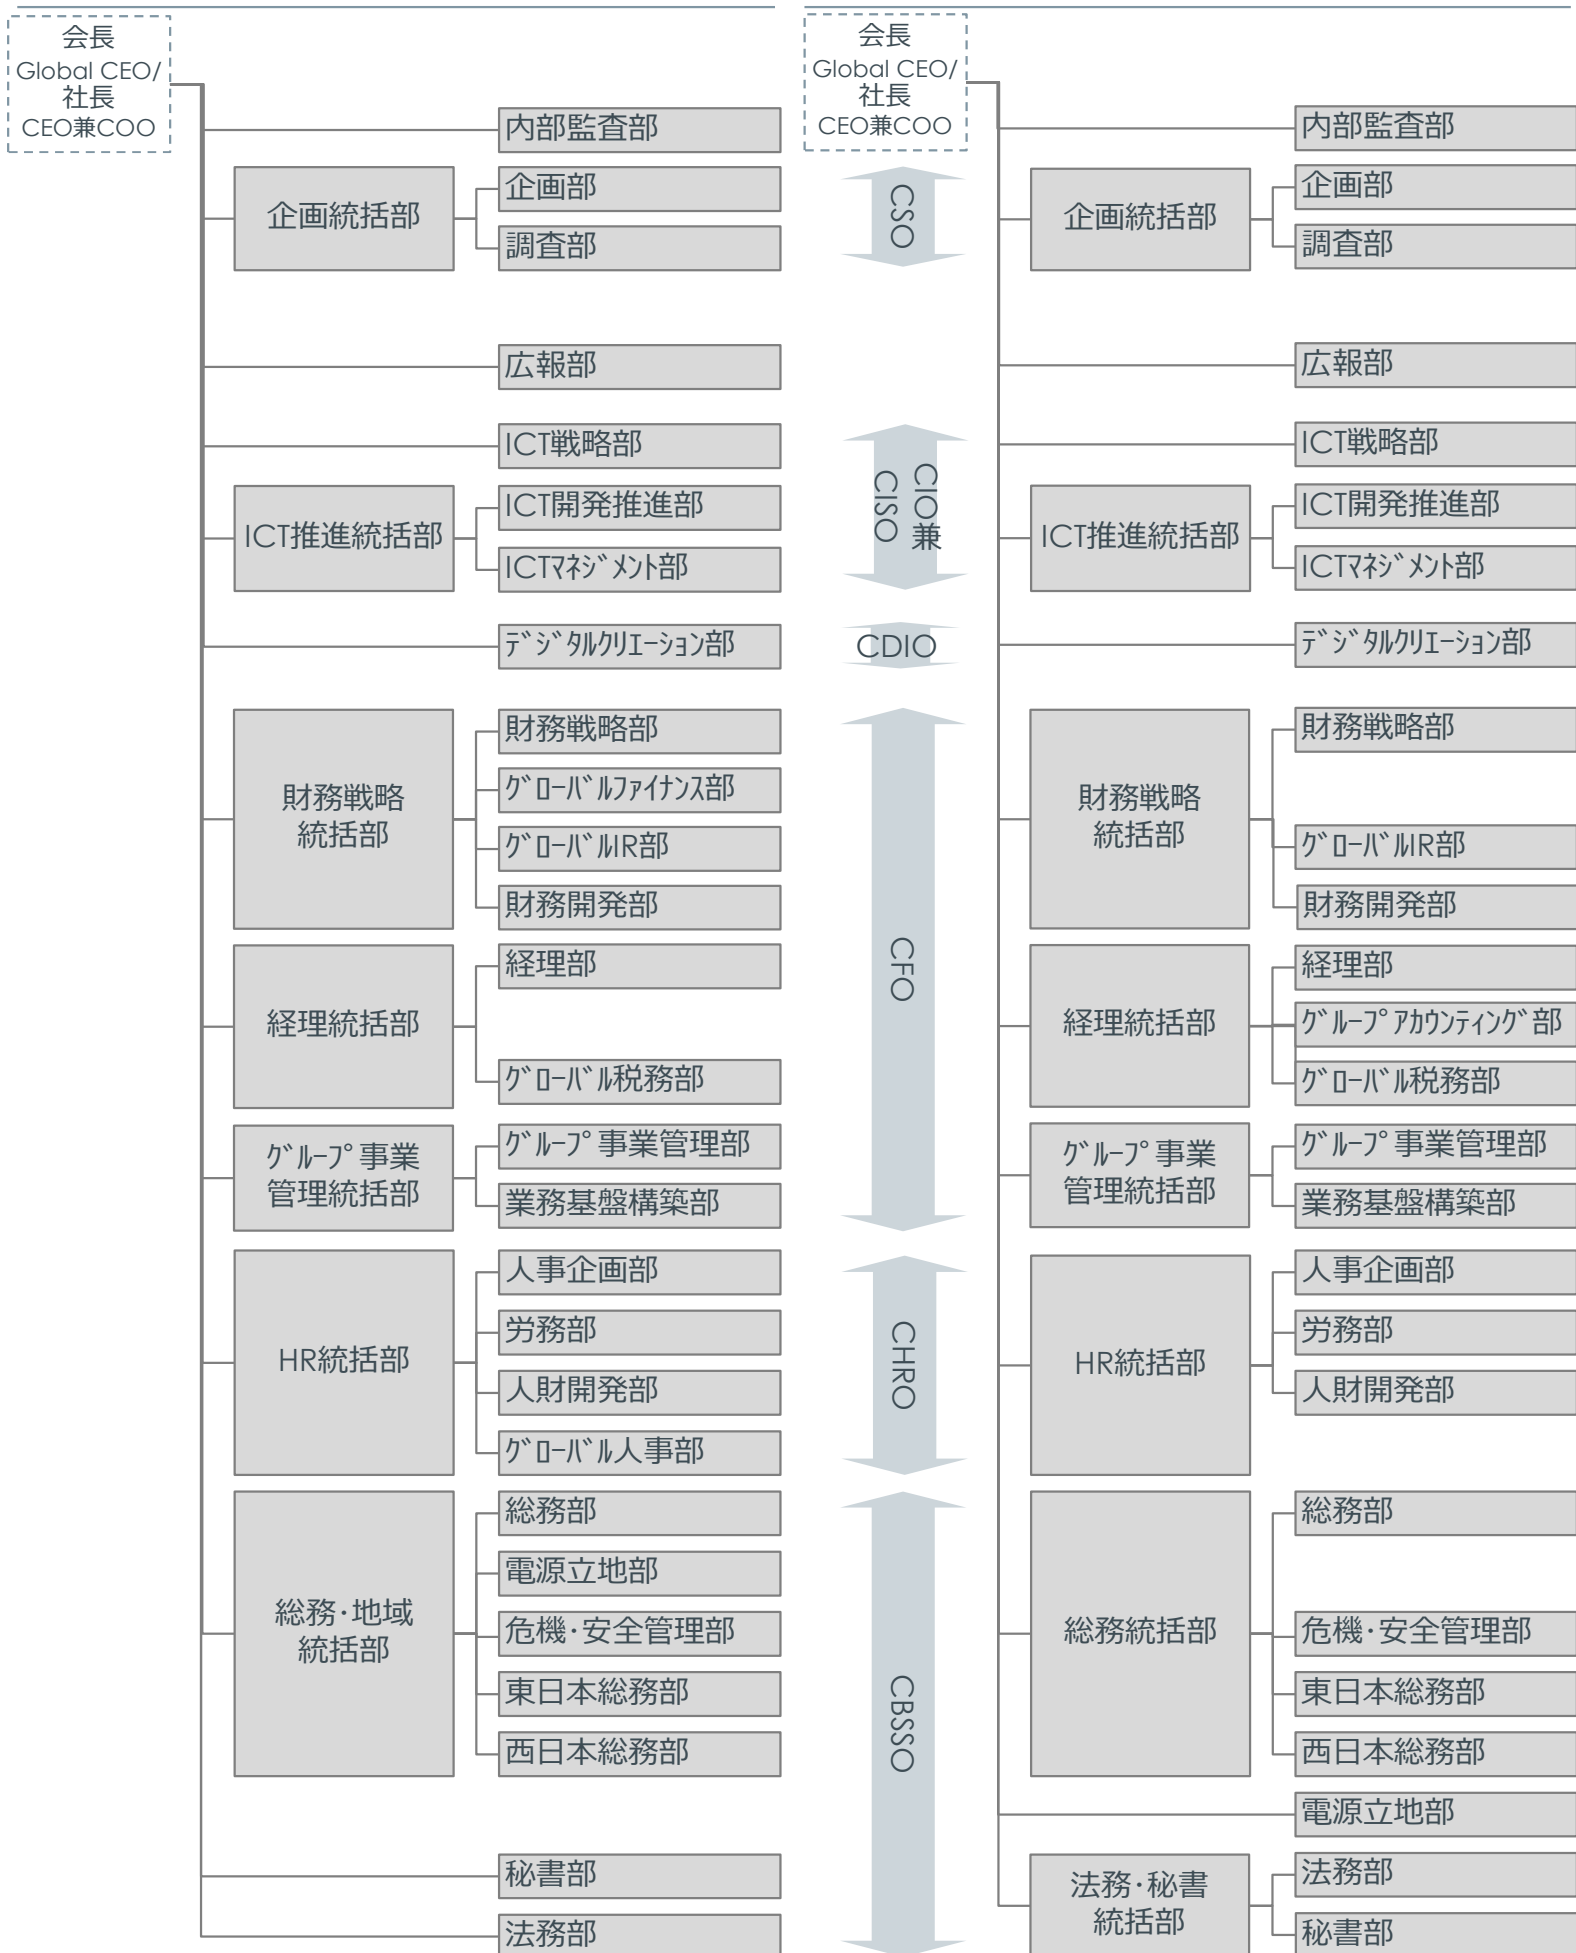 会長
Global CEO/
社長
CEO兼COO
内部監査部
企画統括部
企画部
調査部
広報部
ICT戦略部
ICT推進統括部
ICT開発推進部
ICTﾏﾈｼﾞﾒﾝﾄ部
ﾃﾞｼﾞﾀﾙｸﾘｴｰｼｮﾝ部
財務戦略
統括部
財務戦略部
ｸﾞﾛｰﾊﾞﾙﾌｧｲﾅﾝｽ部
ｸﾞﾛｰﾊﾞﾙIR部
財務開発部
経理統括部
経理部
ｸﾞﾛｰﾊﾞﾙ税務部
ｸﾞﾙｰﾌﾟ事業
管理統括部
ｸﾞﾙｰﾌﾟ事業管理部
業務基盤構築部
HR統括部
人事企画部
労務部
人財開発部
ｸﾞﾛｰﾊﾞﾙ人事部
総務･地域
統括部
総務部
電源立地部
危機･安全管理部
東日本総務部
西日本総務部
秘書部
法務部
CSO
CIO兼
CISO
CDIO
CFO
CHRO
CBSSO
会長
Global CEO/
社長
CEO兼COO
内部監査部
企画統括部
企画部
調査部
広報部
ICT戦略部
ICT推進統括部
ICT開発推進部
ICTﾏﾈｼﾞﾒﾝﾄ部
ﾃﾞｼﾞﾀﾙｸﾘｴｰｼｮﾝ部
財務戦略
統括部
財務戦略部
ｸﾞﾛｰﾊﾞﾙIR部
財務開発部
経理統括部
経理部
ｸﾞﾙｰﾌﾟｱｶｳﾝﾃｨﾝｸﾞ部
ｸﾞﾛｰﾊﾞﾙ税務部
ｸﾞﾙｰﾌﾟ事業
管理統括部
ｸﾞﾙｰﾌﾟ事業管理部
業務基盤構築部
HR統括部
人事企画部
労務部
人財開発部
総務統括部
総務部
危機･安全管理部
東日本総務部
西日本総務部
電源立地部
法務･秘書
統括部
法務部
秘書部